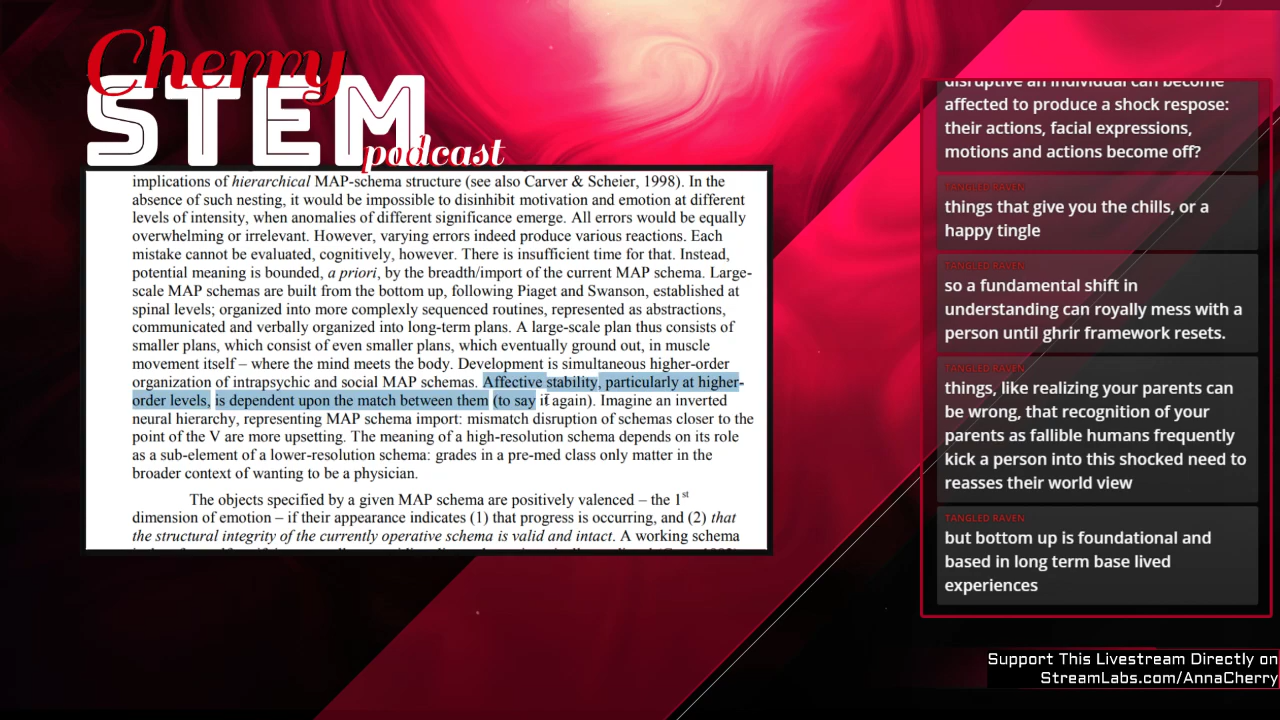 Cherry
STEM
podcast
implications of hierarchical MAP-schema structure (see also Carver & Scheier, 1998). In the
absence of such nesting, it would be impossible to disinhibit motivation and emotion at different
levels of intensity, when anomalies of different significance emerge. All errors would be equally
overwhelming or irrelevant. However, varying errors indeed produce various reactions. Each
mistake cannot be evaluated, cognitively, however. There is insufficient time for that. Instead,
potential meaning is bounded, a priori, by the breadth/import of the current MAP schema. Large-
scale MAP schemas are built from the bottom up, following Piaget and Swanson, established at
spinal levels; organized into more complexly sequenced routines, represented as abstractions,
communicated and verbally organized into long-term plans. A large-scale plan thus consists of
smaller plans, which consist of even smaller plans, which eventually ground out, in muscle
movement itself – where the mind meets the body. Development is simultaneous higher-order
organization of intrapsychic and social MAP schemas. Affective stability, particularly at higher-
order levels, is dependent upon the match between them (to say it again). Imagine an inverted
neural hierarchy, representing MAP schema import: mismatch disruption of schemas closer to the
point of the V are more upsetting. The meaning of a high-resolution schema depends on its role
as a sub-element of a lower-resolution schema: grades in a pre-med class only matter in the
broader context of wanting to be a physician.
The objects specified by a given MAP schema are positively valenced – the 1st
dimension of emotion – if their appearance indicates (1) that progress is occurring, and (2) that
the structural integrity of the currently operative schema is valid and intact. A working schema
disruptive an individual can become
affected to produce a shock respose:
their actions, facial expressions,
motions and actions become off?
TANGLED RAVEN
things that give you the chills, or a
happy tingle
TANGLED RAVEN
so a fundamental shift in
understanding can royally mess with a
person until ghrir framework resets.
TANGLED RAVEN
things, like realizing your parents can
be wrong, that recognition of your
parents as fallible humans frequently
kick a person into this shocked need to
reasses their world view
TANGLED RAVEN
but bottom up is foundational and
based in long term base lived
experiences
Support This Livestream Directly on
StreamLabs.com/AnnaCherry